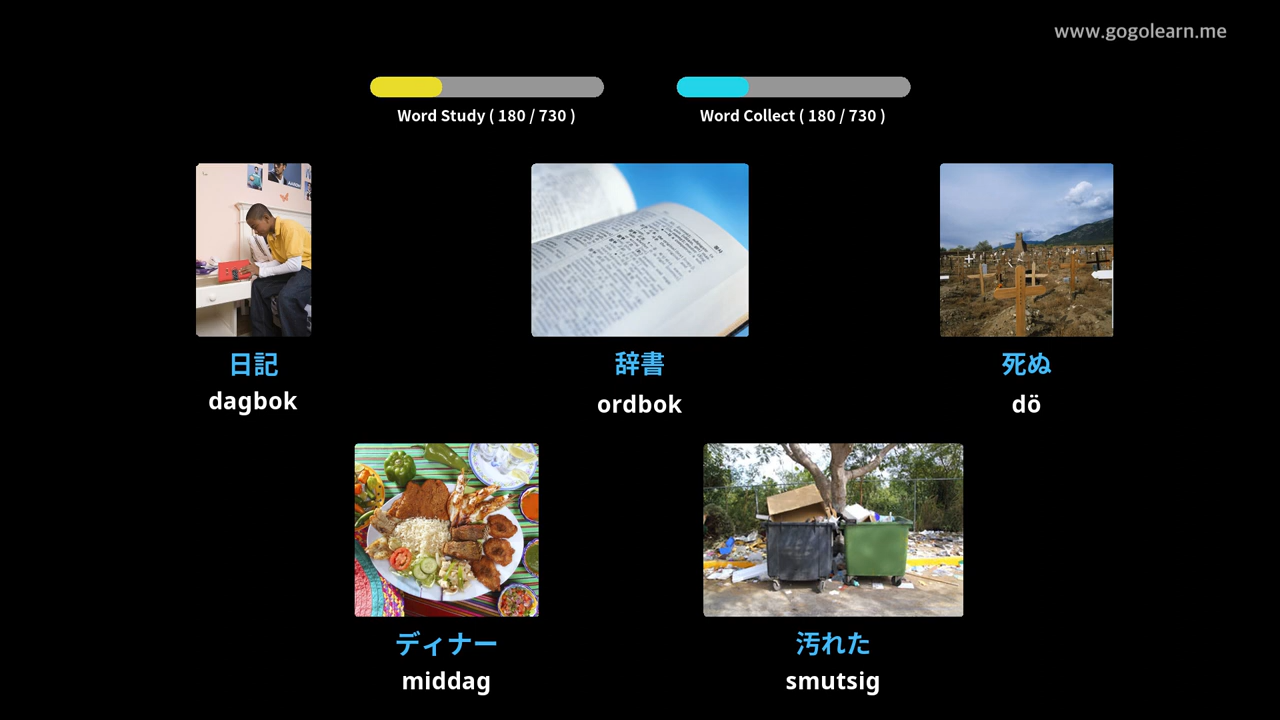 www.gogolearn.me
Word Study ( 180 / 730 )
Word Collect ( 180 / 730 )
日記
dagbok
辞書
ordbok
死ぬ
dö
ディナー
middag
汚れた
smutsig